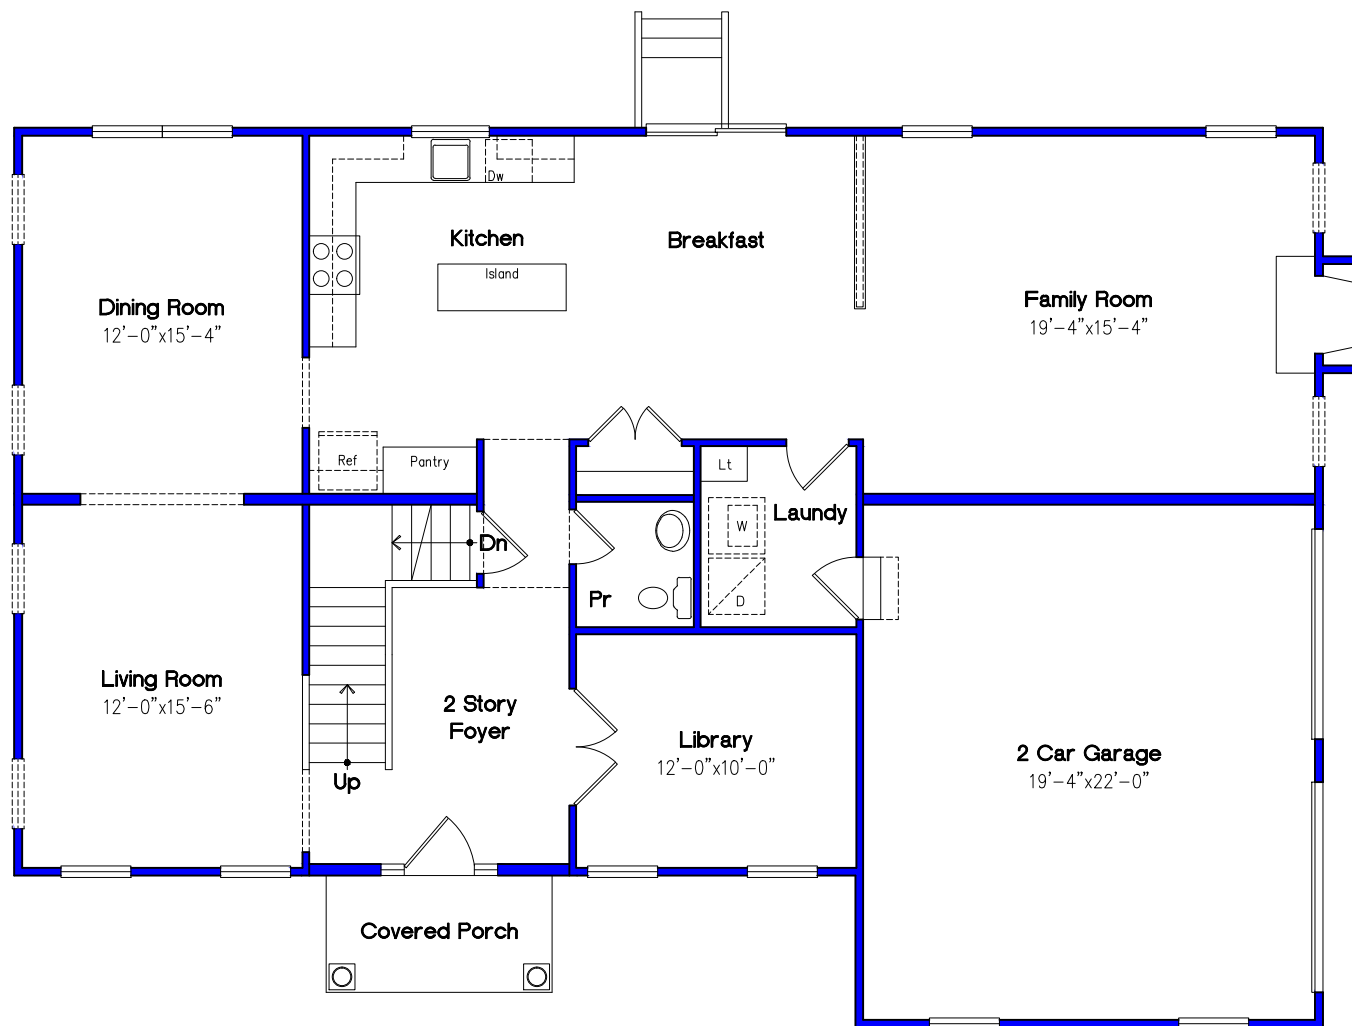 Dw
Kitchen
Breakfast
Island
Dining Room
12'-0"x15'-4"
Family Room
19'-4"x15'-4"
Ref
Pantry
Lt
Laundy
W
Dn
Pr
D
Living Room
12'-0"x15'-6"
2 Story
Foyer
Library
12'-0"x10'-0"
2 Car Garage
19'-4"x22'-0"
Up
Covered Porch